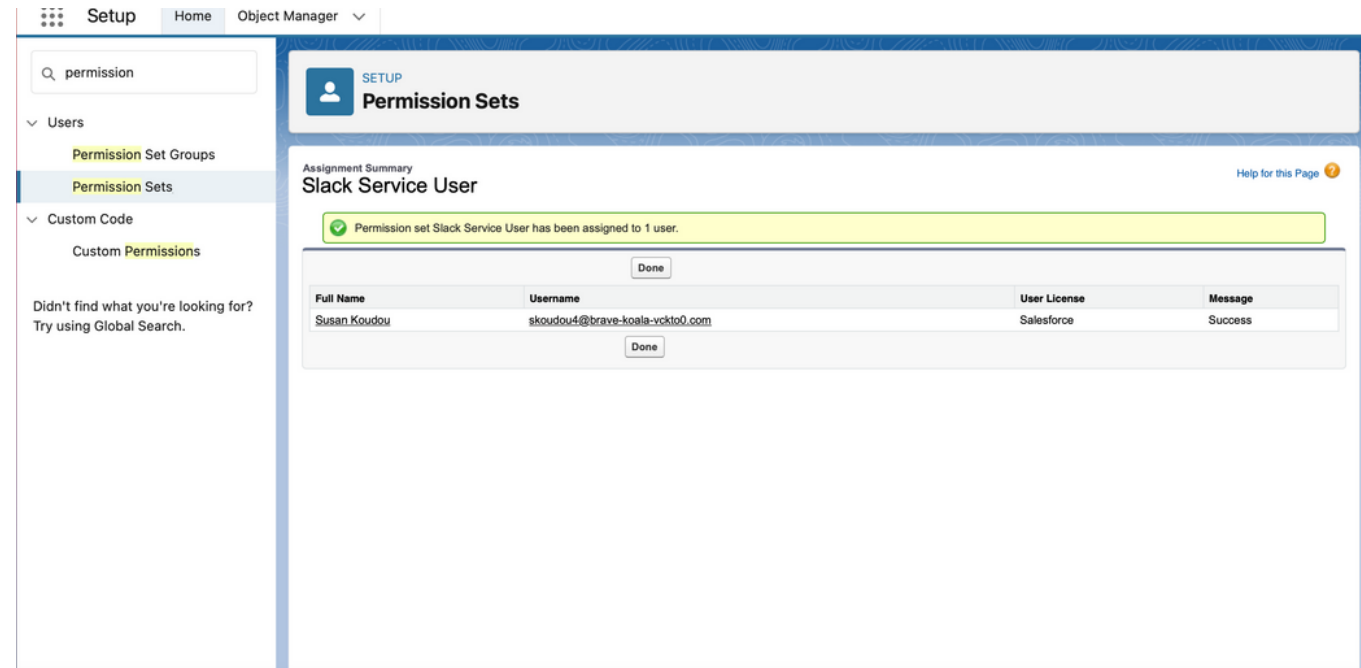 Setup Home Object Manager
permission
Users
Permission Set Groups
Permission Sets
Custom Code
Custom Permissions
Didn't find what you're looking for?
Try using Global Search.
SETUP
Permission Sets
Assignment Summary
Slack Service User
Help for this Page ?
Permission set Slack Service User has been assigned to 1 user.
Done
Full Name Username User License Message
Susan Koudou skoudou4@brave-koala-vckto0.com Salesforce Success
Done